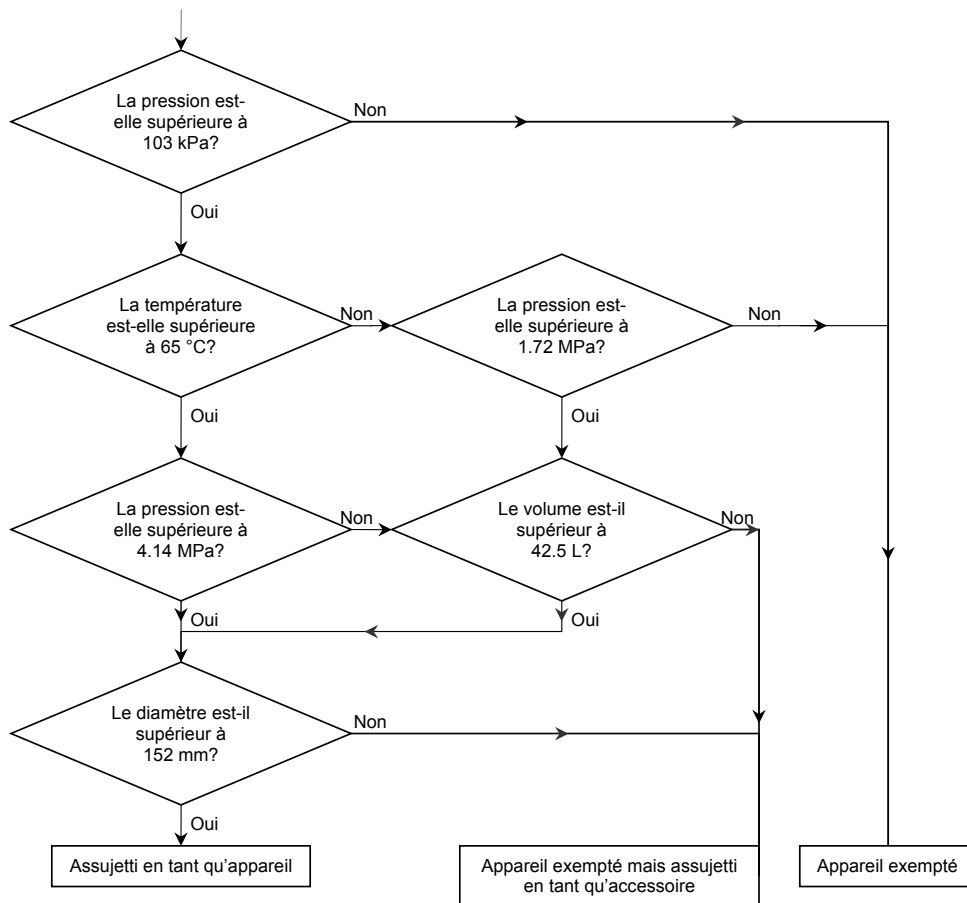 La pression est-
elle supérieure à
103 kPa?
Non
Oui
La température
est-elle supérieure
à 65 °C?
Non
La pression est-
elle supérieure à
1.72 MPa?
Non
Oui
Oui
La pression est-
elle supérieure à
4.14 MPa?
Non
Le volume est-il
supérieur à
42.5 L?
Non
Oui
Oui
Le diamètre est-il
supérieur à
152 mm?
Non
Oui
Assujetti en tant qu’appareil
Appareil exempté mais assujetti
en tant qu’accessoire
Appareil exempté